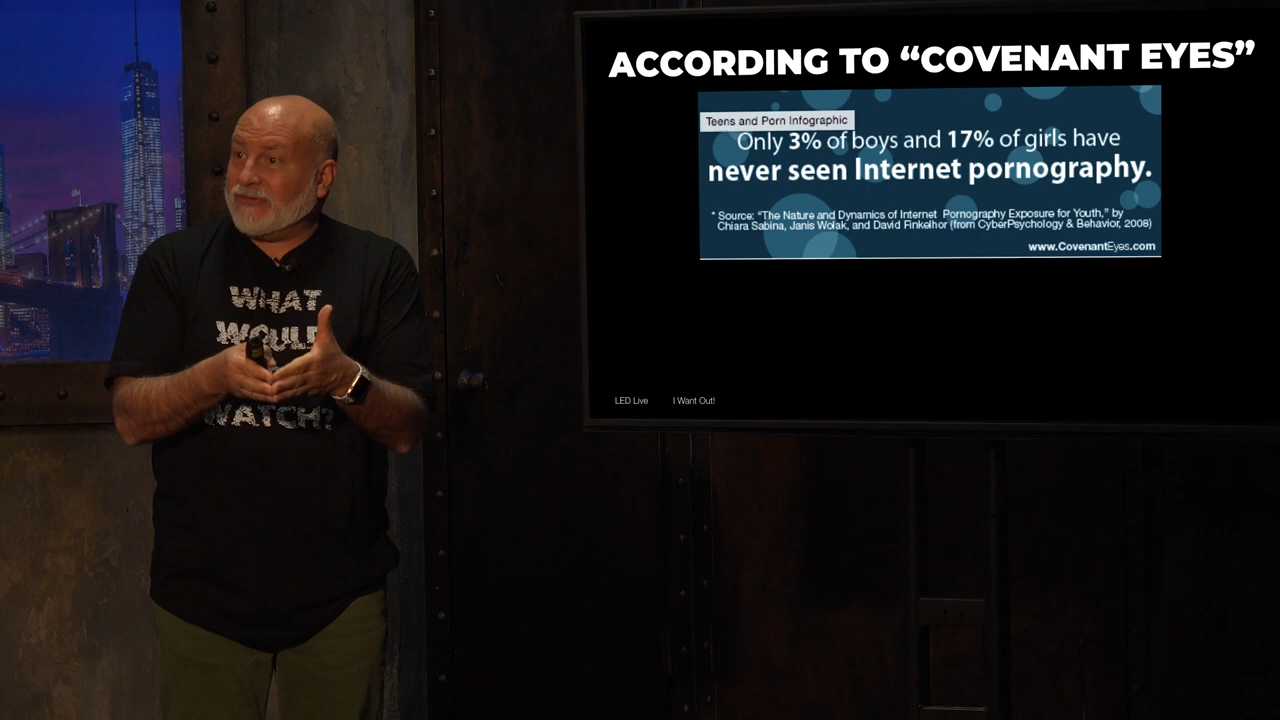 ACCORDING TO “COVENANT EYES”
Teens and Porn Infographic
Only 3% of boys and 17% of girls have
never seen Internet pornography.
* Source: “The Nature and Dynamics of Internet Pornography Exposure for Youth,” by
Chiara Sabina, Janis Wolak, and David Finkelhor (from CyberPsychology & Behavior, 2008)
www.CovenantEyes.com
LED Live I Want Out!
WHAT
WOULD
WATCH?